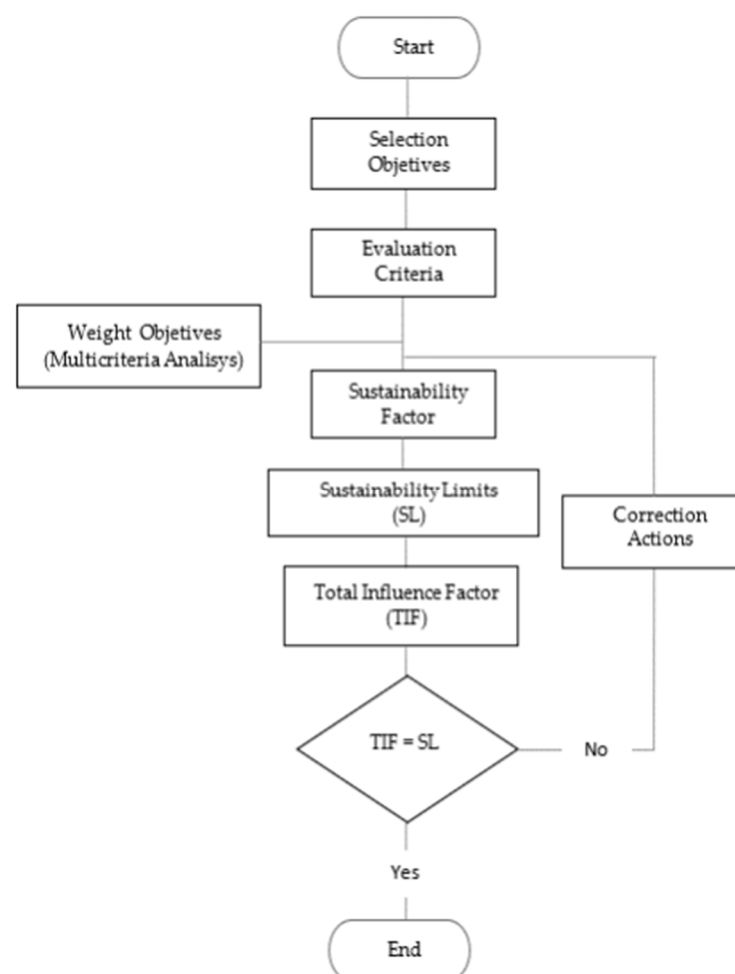 Start
Selection
Objetives
Evaluation
Criteria
Weight Objetives
(Multicriteria Analisys)
Sustainability
Factor
Sustainability Limits
(SL)
Correction
Actions
Total Influence Factor
(TIF)
TIF = SL
No
Yes
End